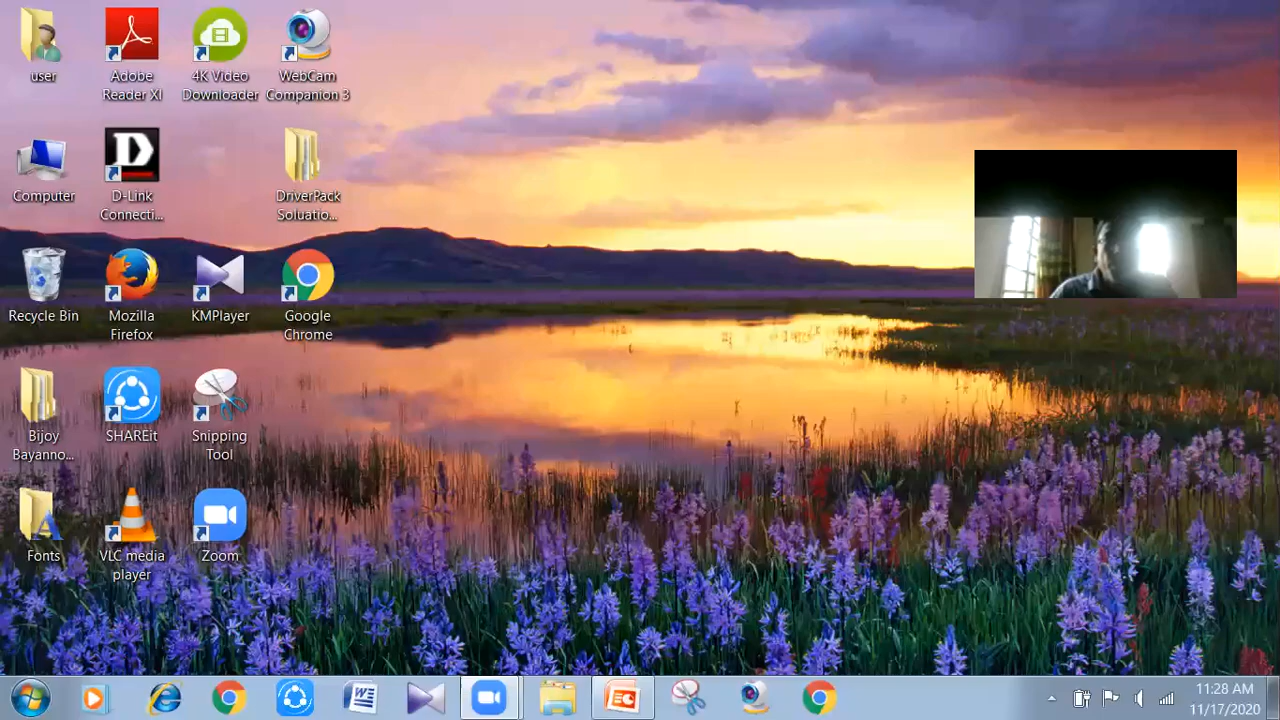 user
Adobe
Reader XI
4K Video
Downloader
WebCam
Companion 3
Computer
D-Link
Connecti...
DriverPack
Soluatio...
Recycle Bin
Mozilla
Firefox
KMPlayer
Google
Chrome
Bijoy
Bayanno...
SHAREit
Snipping
Tool
Fonts
VLC media
player
Zoom
11:28 AM
11/17/2020